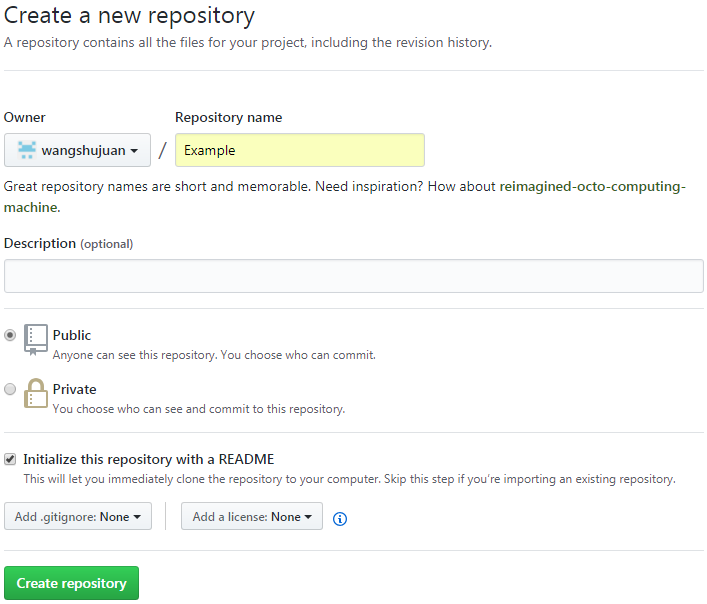 Create a new repository
A repository contains all the files for your project, including the revision history.
Owner
Repository name
wangshujuan
/
Example
Great repository names are short and memorable. Need inspiration? How about reimagined-octo-computing-
machine.
Description (optional)
Public
Anyone can see this repository. You choose who can commit.
Private
You choose who can see and commit to this repository.
Initialize this repository with a README
This will let you immediately clone the repository to your computer. Skip this step if you're importing an existing repository.
Add .gitignore: None
Add a license: None
Create repository